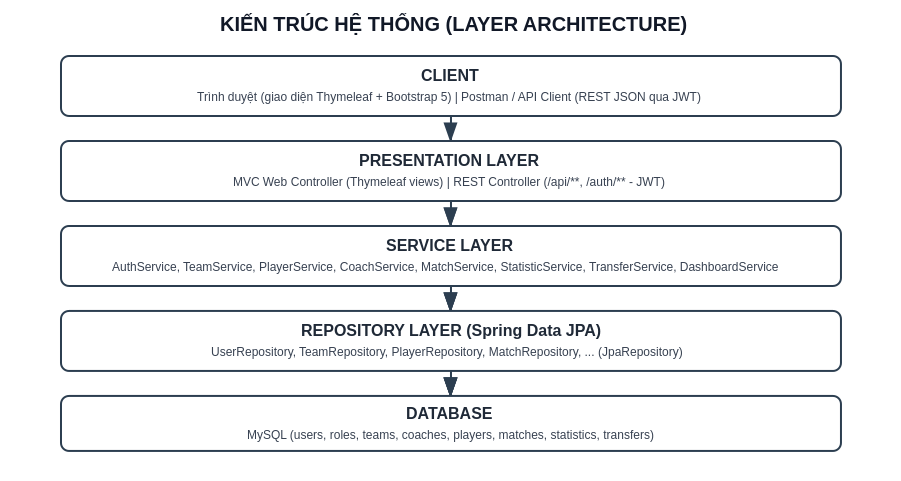 KIẾN TRÚC HỆ THỐNG (LAYER ARCHITECTURE)
CLIENT
Trình duyệt (giao diện Thymeleaf + Bootstrap 5) | Postman / API Client (REST JSON qua JWT)
PRESENTATION LAYER
MVC Web Controller (Thymeleaf views) | REST Controller (/api/**, /auth/** - JWT)
SERVICE LAYER
AuthService, TeamService, PlayerService, CoachService, MatchService, StatisticService, TransferService, DashboardService
REPOSITORY LAYER (Spring Data JPA)
UserRepository, TeamRepository, PlayerRepository, MatchRepository, ... (JpaRepository)
DATABASE
MySQL (users, roles, teams, coaches, players, matches, statistics, transfers)